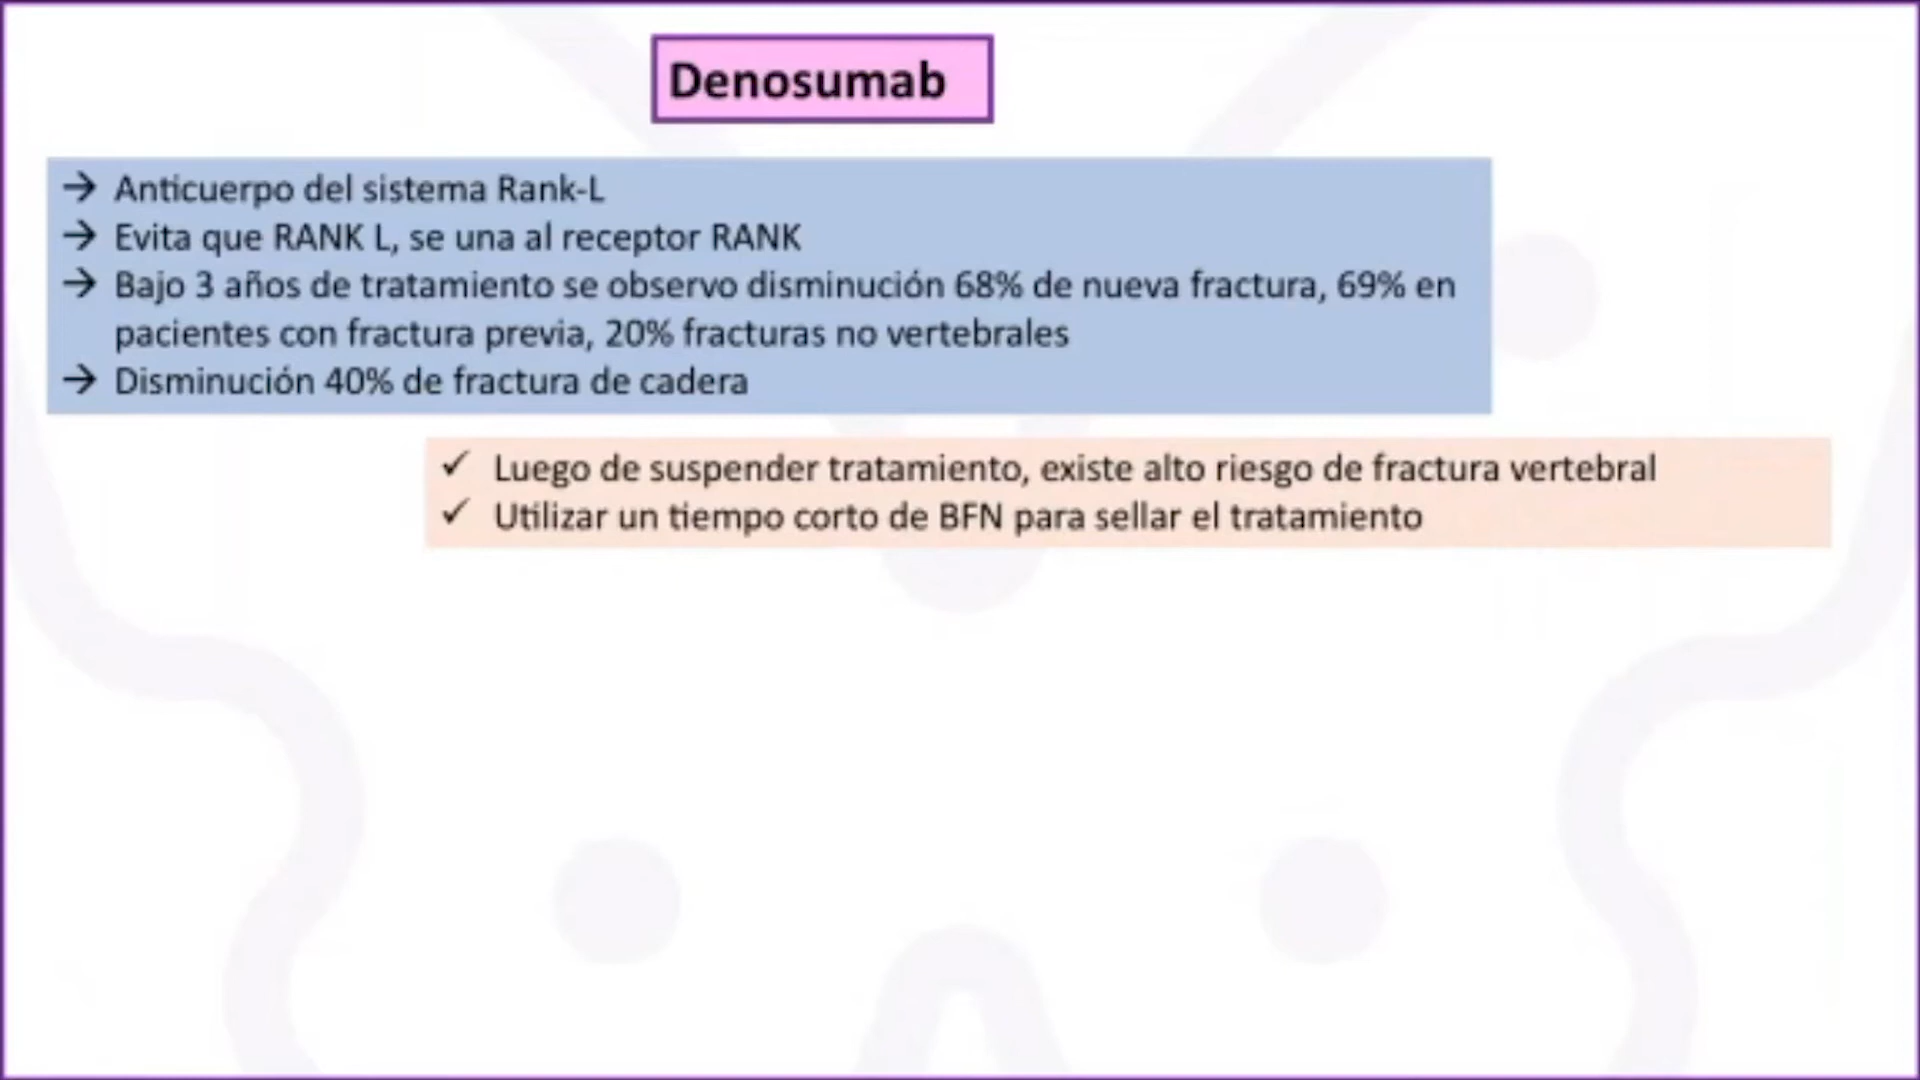 Denosumab
→ Anticuerpo del sistema Rank-L
→ Evita que RANK L, se una al receptor RANK
→ Bajo 3 años de tratamiento se observo disminución 68% de nueva fractura, 69% en
pacientes con fractura previa, 20% fracturas no vertebrales
→ Disminución 40% de fractura de cadera
✓ Luego de suspender tratamiento, existe alto riesgo de fractura vertebral
✓ Utilizar un tiempo corto de BFN para sellar el tratamiento